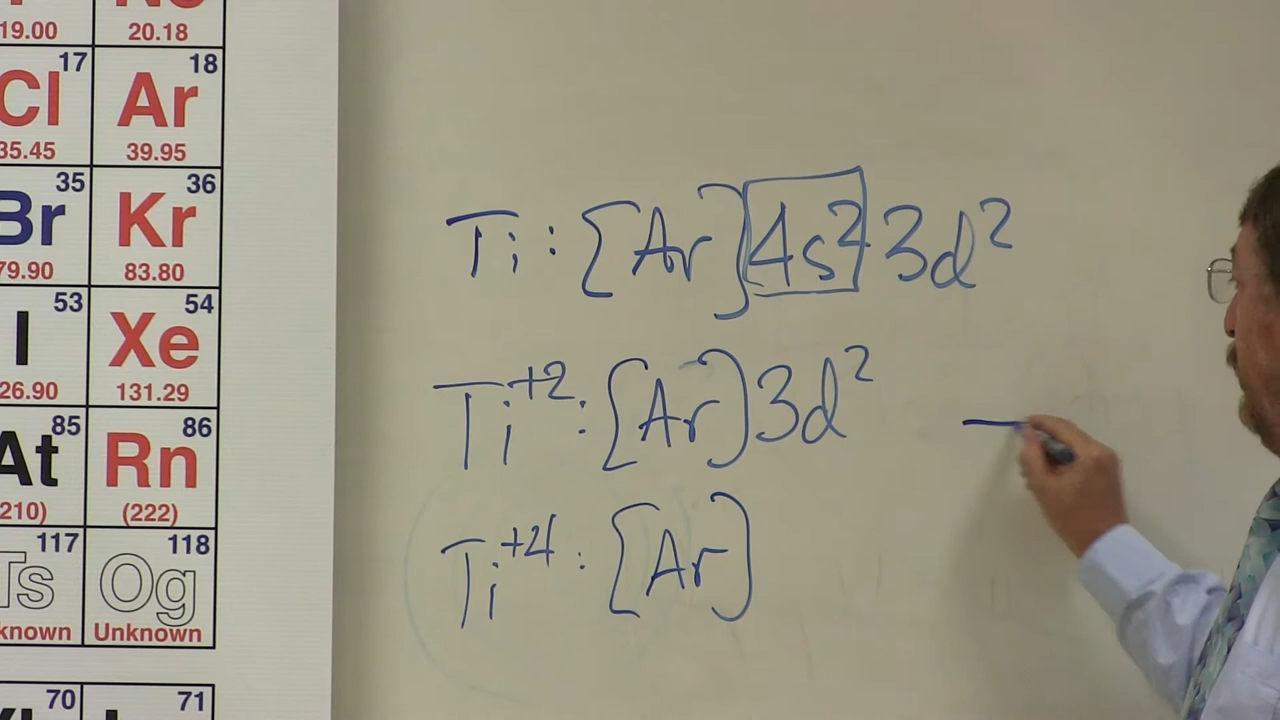 19.00 20.18
17 18
Cl Ar
35.45 39.95
35 36
Br Kr
79.90 83.80
53 54
I Xe
26.90 131.29
85 86
At Rn
210) (222)
117 118
Ts Og
known Unknown
70 71
Ti : [Ar] 4s² 3d²
Ti⁺² : [Ar] 3d²
Ti⁺⁴ : [Ar]